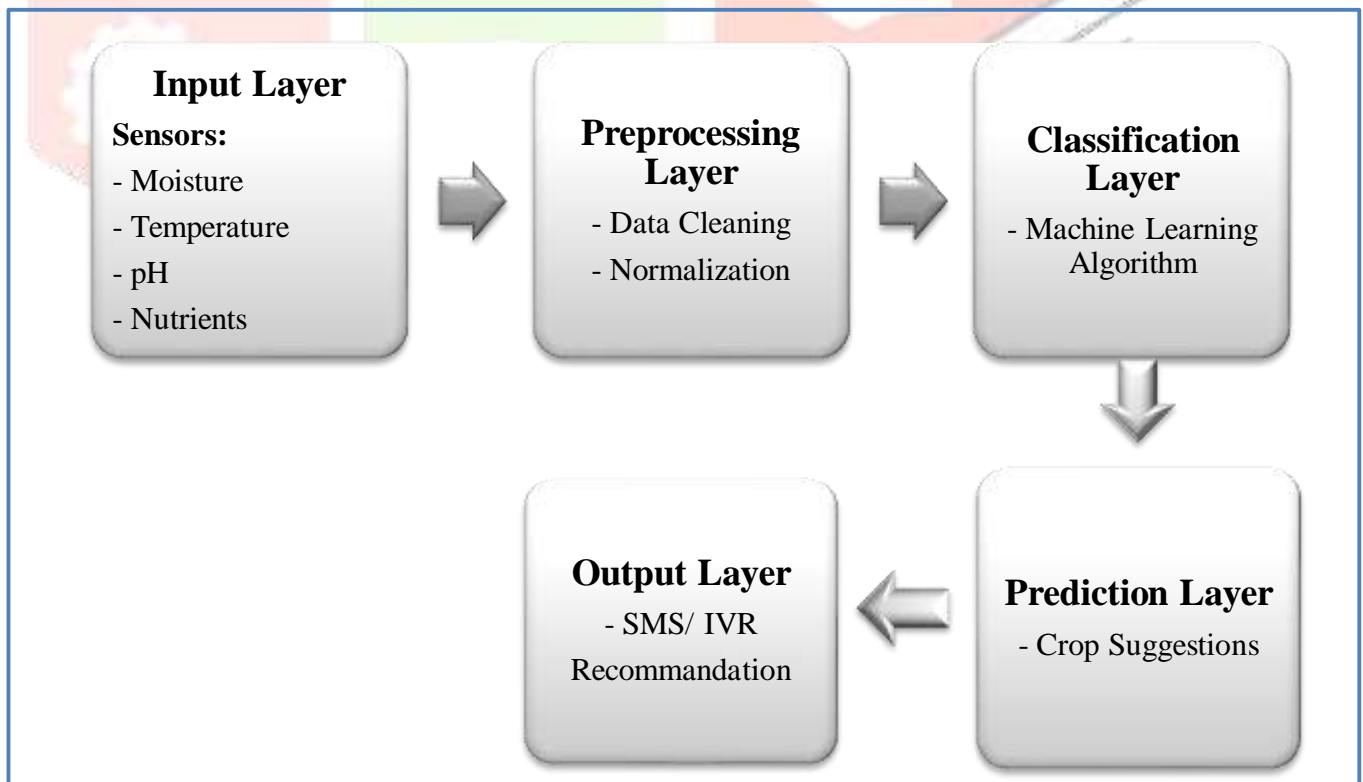 Input Layer
Sensors:
- Moisture
- Temperature
- pH
- Nutrients
Preprocessing
Layer
- Data Cleaning
- Normalization
Classification
Layer
- Machine Learning
Algorithm
Prediction Layer
- Crop Suggestions
Output Layer
- SMS/ IVR
Recommandation